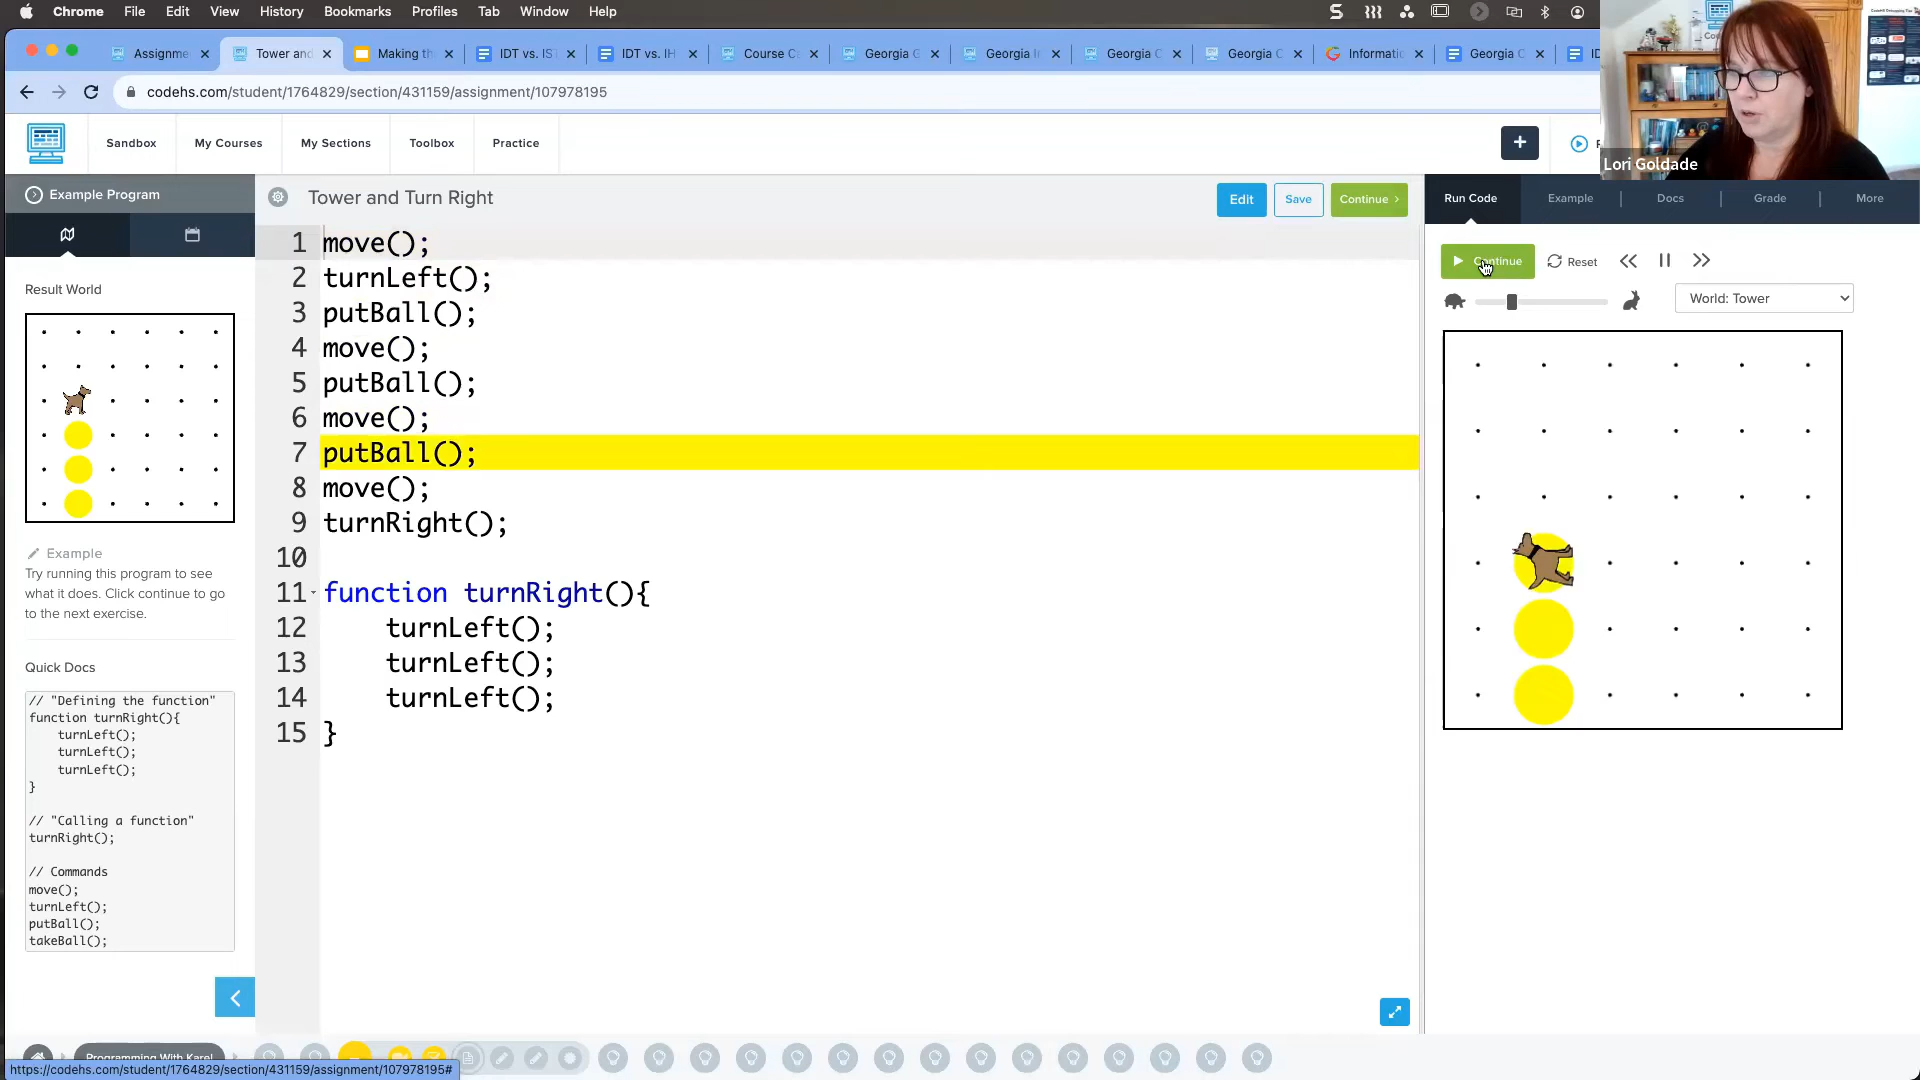 Chrome File Edit View History Bookmarks Profiles Tab Window Help
Assignme Tower and Making th IDT vs. IS IDT vs. IH Course C Georgia G Georgia I Georgia C Georgia C Informati Georgia C
codehs.com/student/1764829/section/431159/assignment/107978195
Sandbox My Courses My Sections Toolbox Practice
Lori Goldade
Example Program
Tower and Turn Right
Edit Save Continue >
Run Code Example Docs Grade More
Continue Reset
World: Tower
Result World
Example
Try running this program to see
what it does. Click continue to go
to the next exercise.
Quick Docs
// "Defining the function"
function turnRight(){
turnLeft();
turnLeft();
turnLeft();
}
// "Calling a function"
turnRight();
// Commands
move();
turnLeft();
putBall();
takeBall();
1 move();
2 turnLeft();
3 putBall();
4 move();
5 putBall();
6 move();
7 putBall();
8 move();
9 turnRight();
10
11 function turnRight(){
12 turnLeft();
13 turnLeft();
14 turnLeft();
15 }
Programming With Karel
https://codehs.com/student/1764829/section/431159/assignment/107978195#